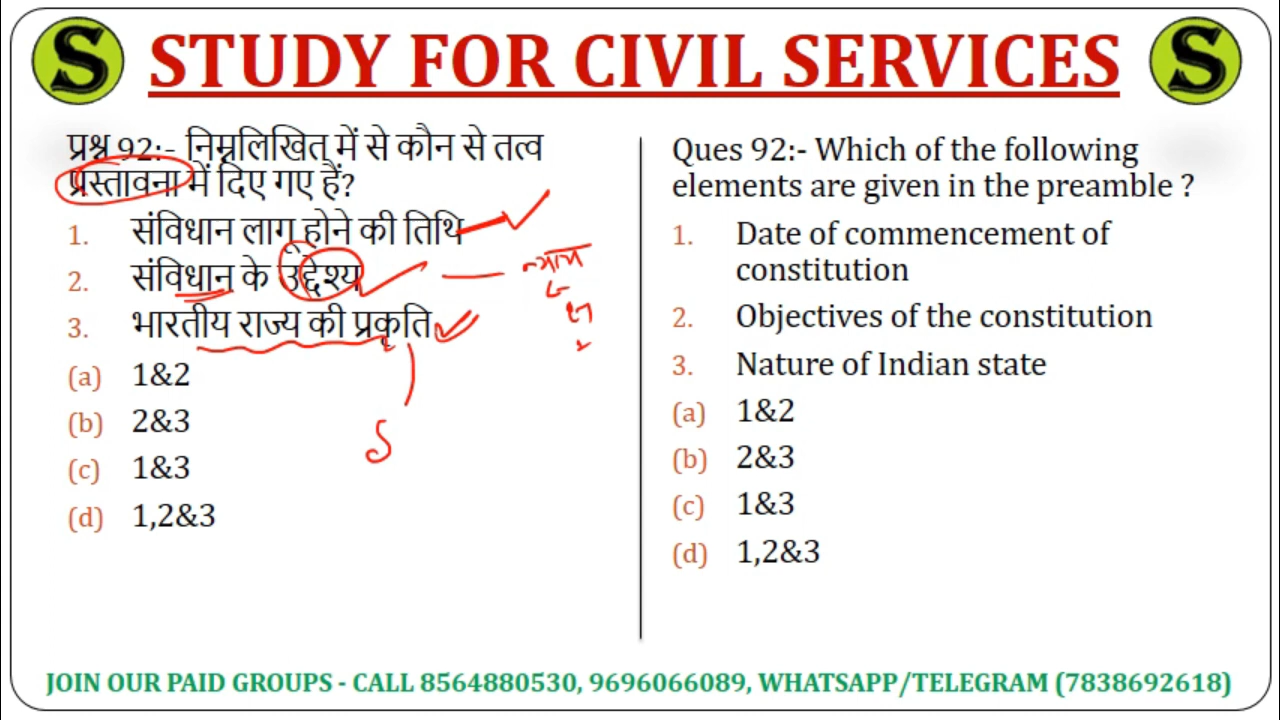 S STUDY FOR CIVIL SERVICES S
प्रश्न 92:- निम्नलिखित में से कौन से तत्व
प्रस्तावना में दिए गए हैं?
1. संविधान लागू होने की तिथि
2. संविधान के उद्देश्य
3. भारतीय राज्य की प्रकृति
(a) 1&2
(b) 2&3
(c) 1&3
(d) 1,2&3
न्याय
S
Ques 92:- Which of the following
elements are given in the preamble ?
1. Date of commencement of
constitution
2. Objectives of the constitution
3. Nature of Indian state
(a) 1&2
(b) 2&3
(c) 1&3
(d) 1,2&3
JOIN OUR PAID GROUPS - CALL 8564880530, 9696066089, WHATSAPP/TELEGRAM (7838692618)